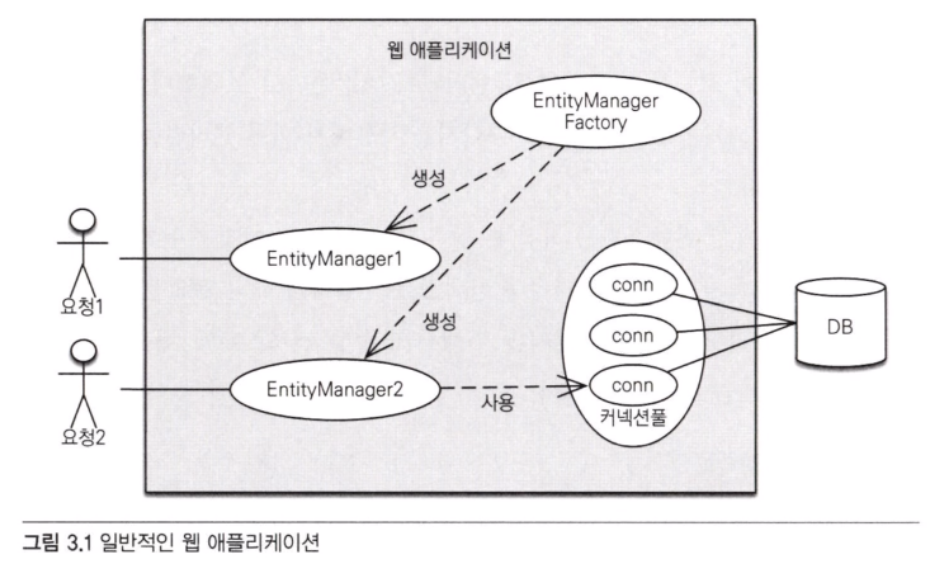 웹 애플리케이션
EntityManager
Factory
생성
EntityManager1
요청1
생성
conn
conn
conn
커넥션풀
DB
EntityManager2
사용
요청2
그림 3.1 일반적인 웹 애플리케이션